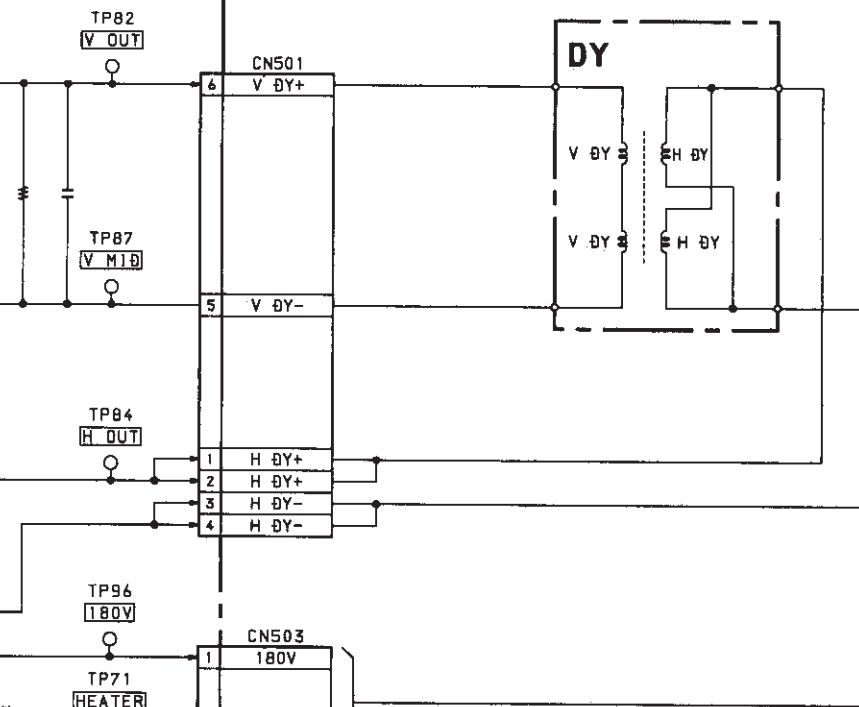 TP82
V OUT
CN501
6 V DY+
DY
V DY
H DY
V DY
H DY
TP87
V MID
5 V DY-
TP84
H OUT
1 H DY+
2 H DY+
3 H DY-
4 H DY-
TP96
180V
CN503
1 180V
TP71
HEATER